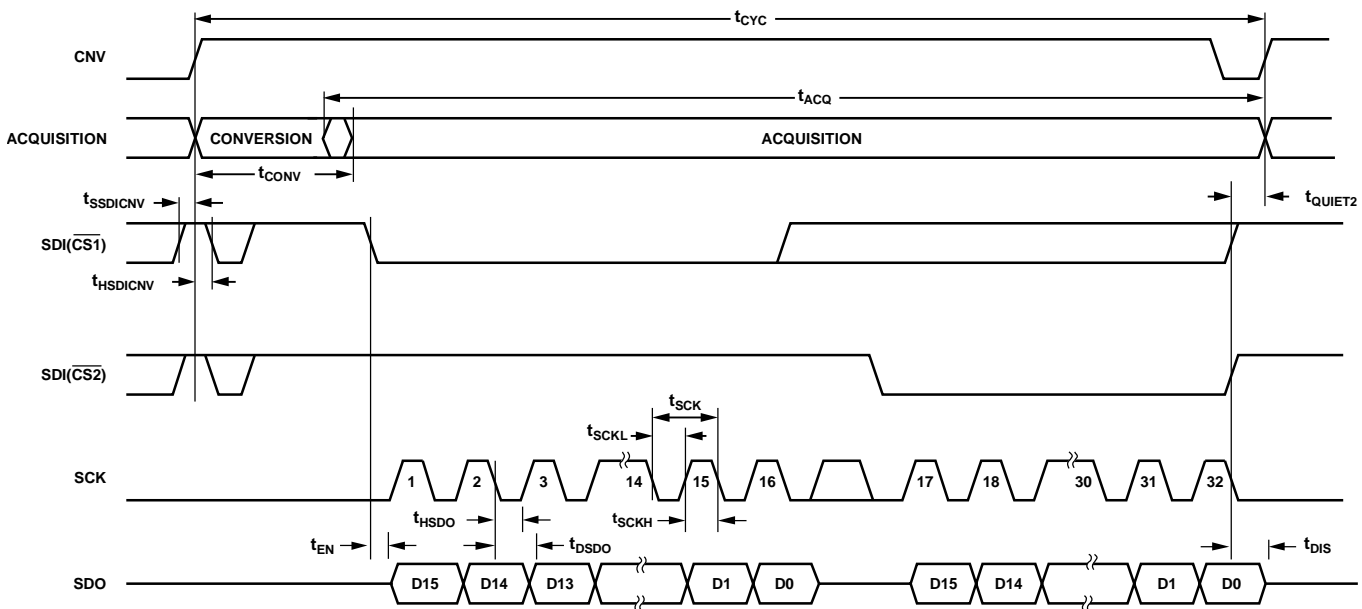 tCYC
CNV
tACQ
ACQUISITION CONVERSION ACQUISITION
tCONV
tSSDICNV
tQUIET2
SDI(CS1)
tHSDICNV
SDI(CS2)
tSCK
tSCKL
SCK 1 2 3 14 15 16 17 18 30 31 32
tHSDO tSCKH
tEN tDSDO tDIS
SDO D15 D14 D13 D1 D0 D15 D14 D1 D0